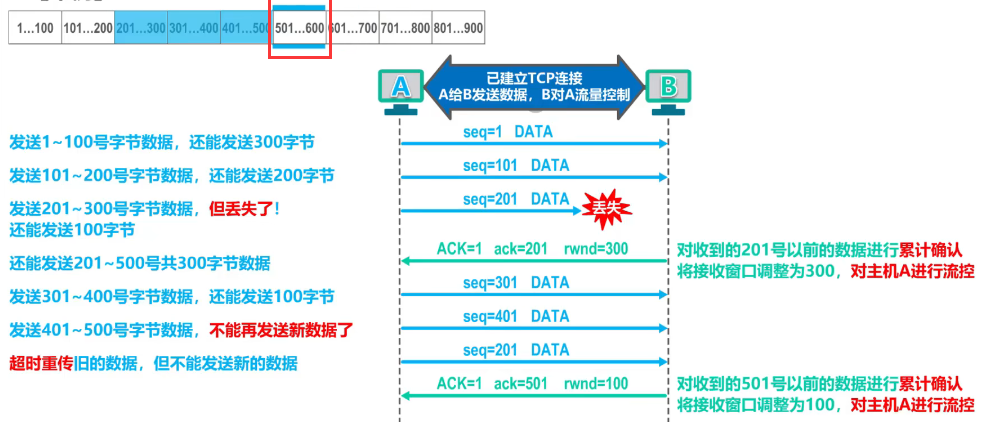 1...100 101...200 201...300 301...400 401...500 501...600 601...700 701...800 801...900
已建立TCP连接
A给B发送数据，B对A流量控制
A
B
发送1~100号字节数据，还能发送300字节
seq=1 DATA
发送101~200号字节数据，还能发送200字节
seq=101 DATA
发送201~300号字节数据，但丢失了！
还能发送100字节
seq=201 DATA
丢失
ACK=1 ack=201 rwnd=300
对收到的201号以前的数据进行累计确认
将接收窗口调整为300，对主机A进行流控
还能发送201~500号共300字节数据
发送301~400号字节数据，还能发送100字节
seq=301 DATA
发送401~500号字节数据，不能再发送新数据了
seq=401 DATA
超时重传旧的数据，但不能发送新的数据
seq=201 DATA
ACK=1 ack=501 rwnd=100
对收到的501号以前的数据进行累计确认
将接收窗口调整为100，对主机A进行流控